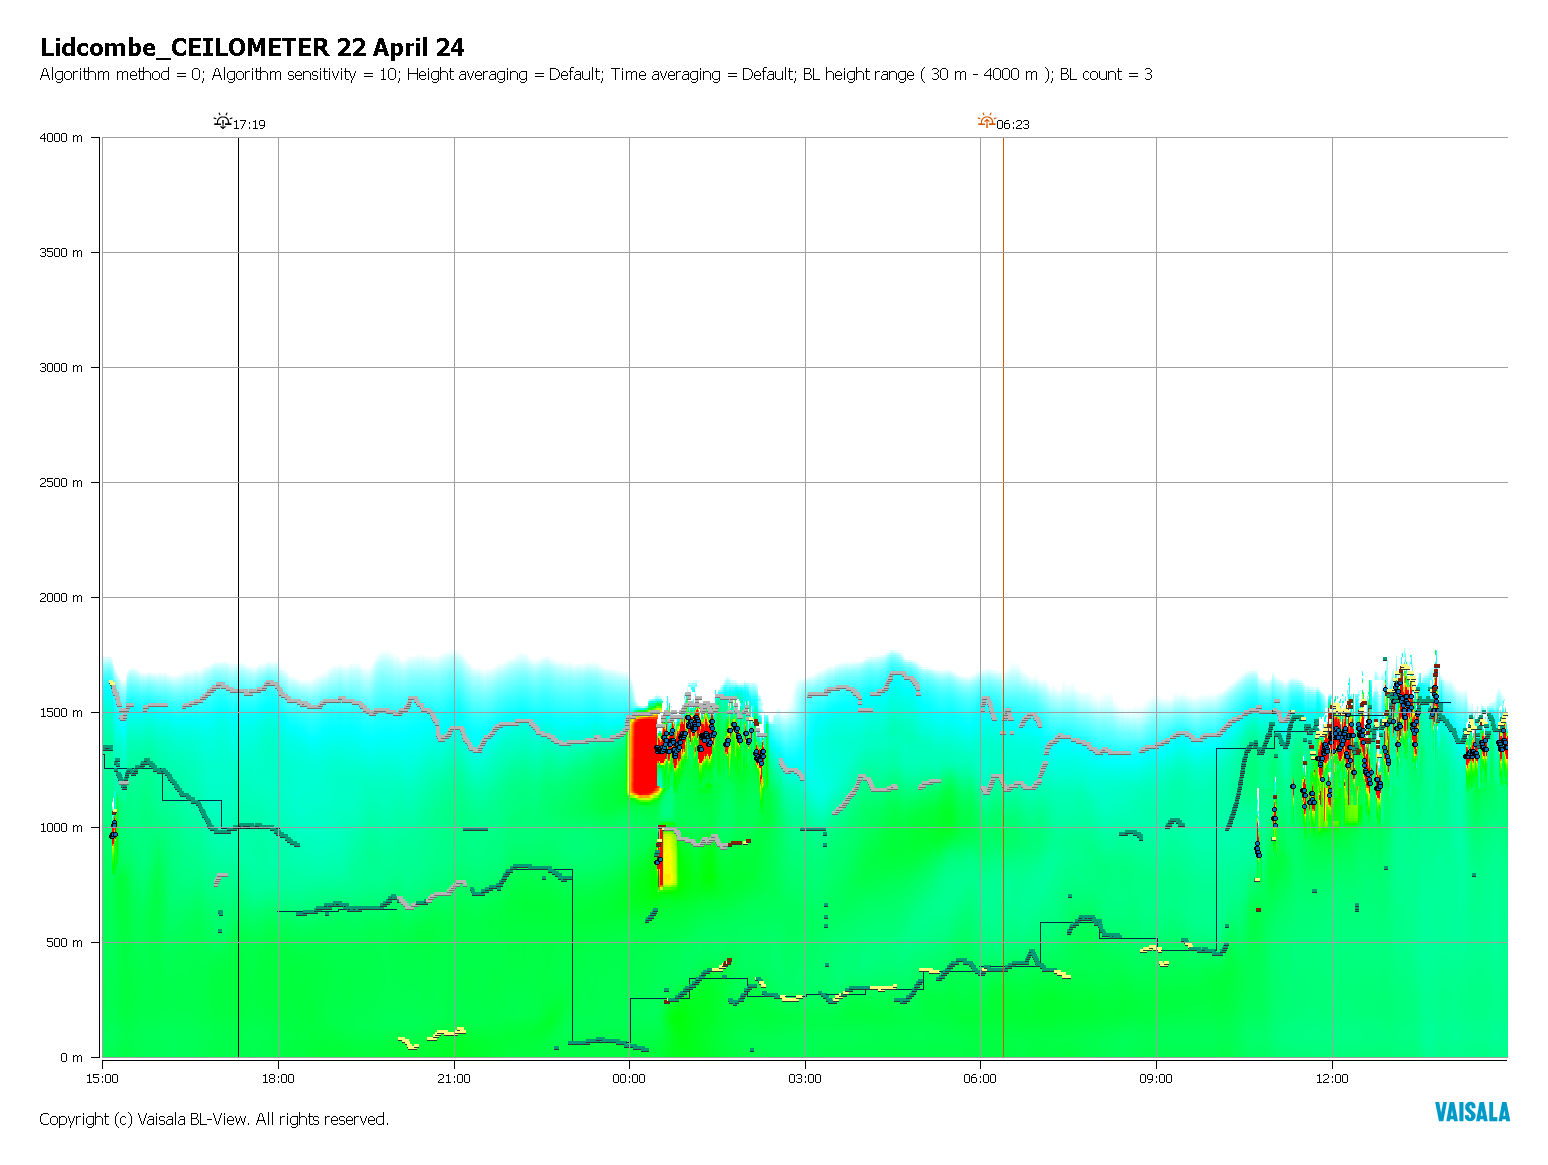 Lidcombe_CEILOMETER 22 April 24
Algorithm method = 0; Algorithm sensitivity = 10; Height averaging = Default; Time averaging = Default; BL height range ( 30 m - 4000 m ); BL count = 3
17:19 06:23
4000 m
3500 m
3000 m
2500 m
2000 m
1500 m
1000 m
500 m
0 m
15:00 18:00 21:00 00:00 03:00 06:00 09:00 12:00
Copyright (c) Vaisala BL-View. All rights reserved.
VAISALA